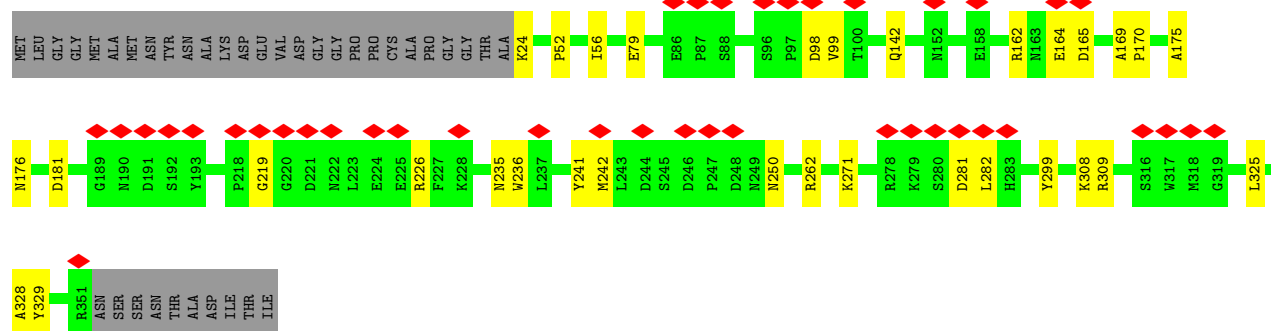 MET LEU GLY GLY MET ALA MET ASN TYR ASN ALA LYS ASP GLU VAL ASP GLY GLY PRO PRO CYS ALA PRO GLY GLY THR ALA K24 P52 I56 E79 E86 P87 S88 S96 P97 D98 V99 T100 Q142 N152 E158 R162 N163 E164 D165 A169 P170 A175
N176 D181 G189 N190 D191 S192 Y193 P218 G219 G220 D221 N222 L223 E224 E225 R226 F227 K228 N235 W236 L237 Y241 M242 L243 D244 S245 D246 P247 D248 N249 N250 R262 K271 R278 K279 S280 D281 L282 H283 Y299 K308 R309 S316 W317 M318 G319 L325
A328 Y329 R351 ASN SER SER ASN THR ALA ASP ILE THR ILE